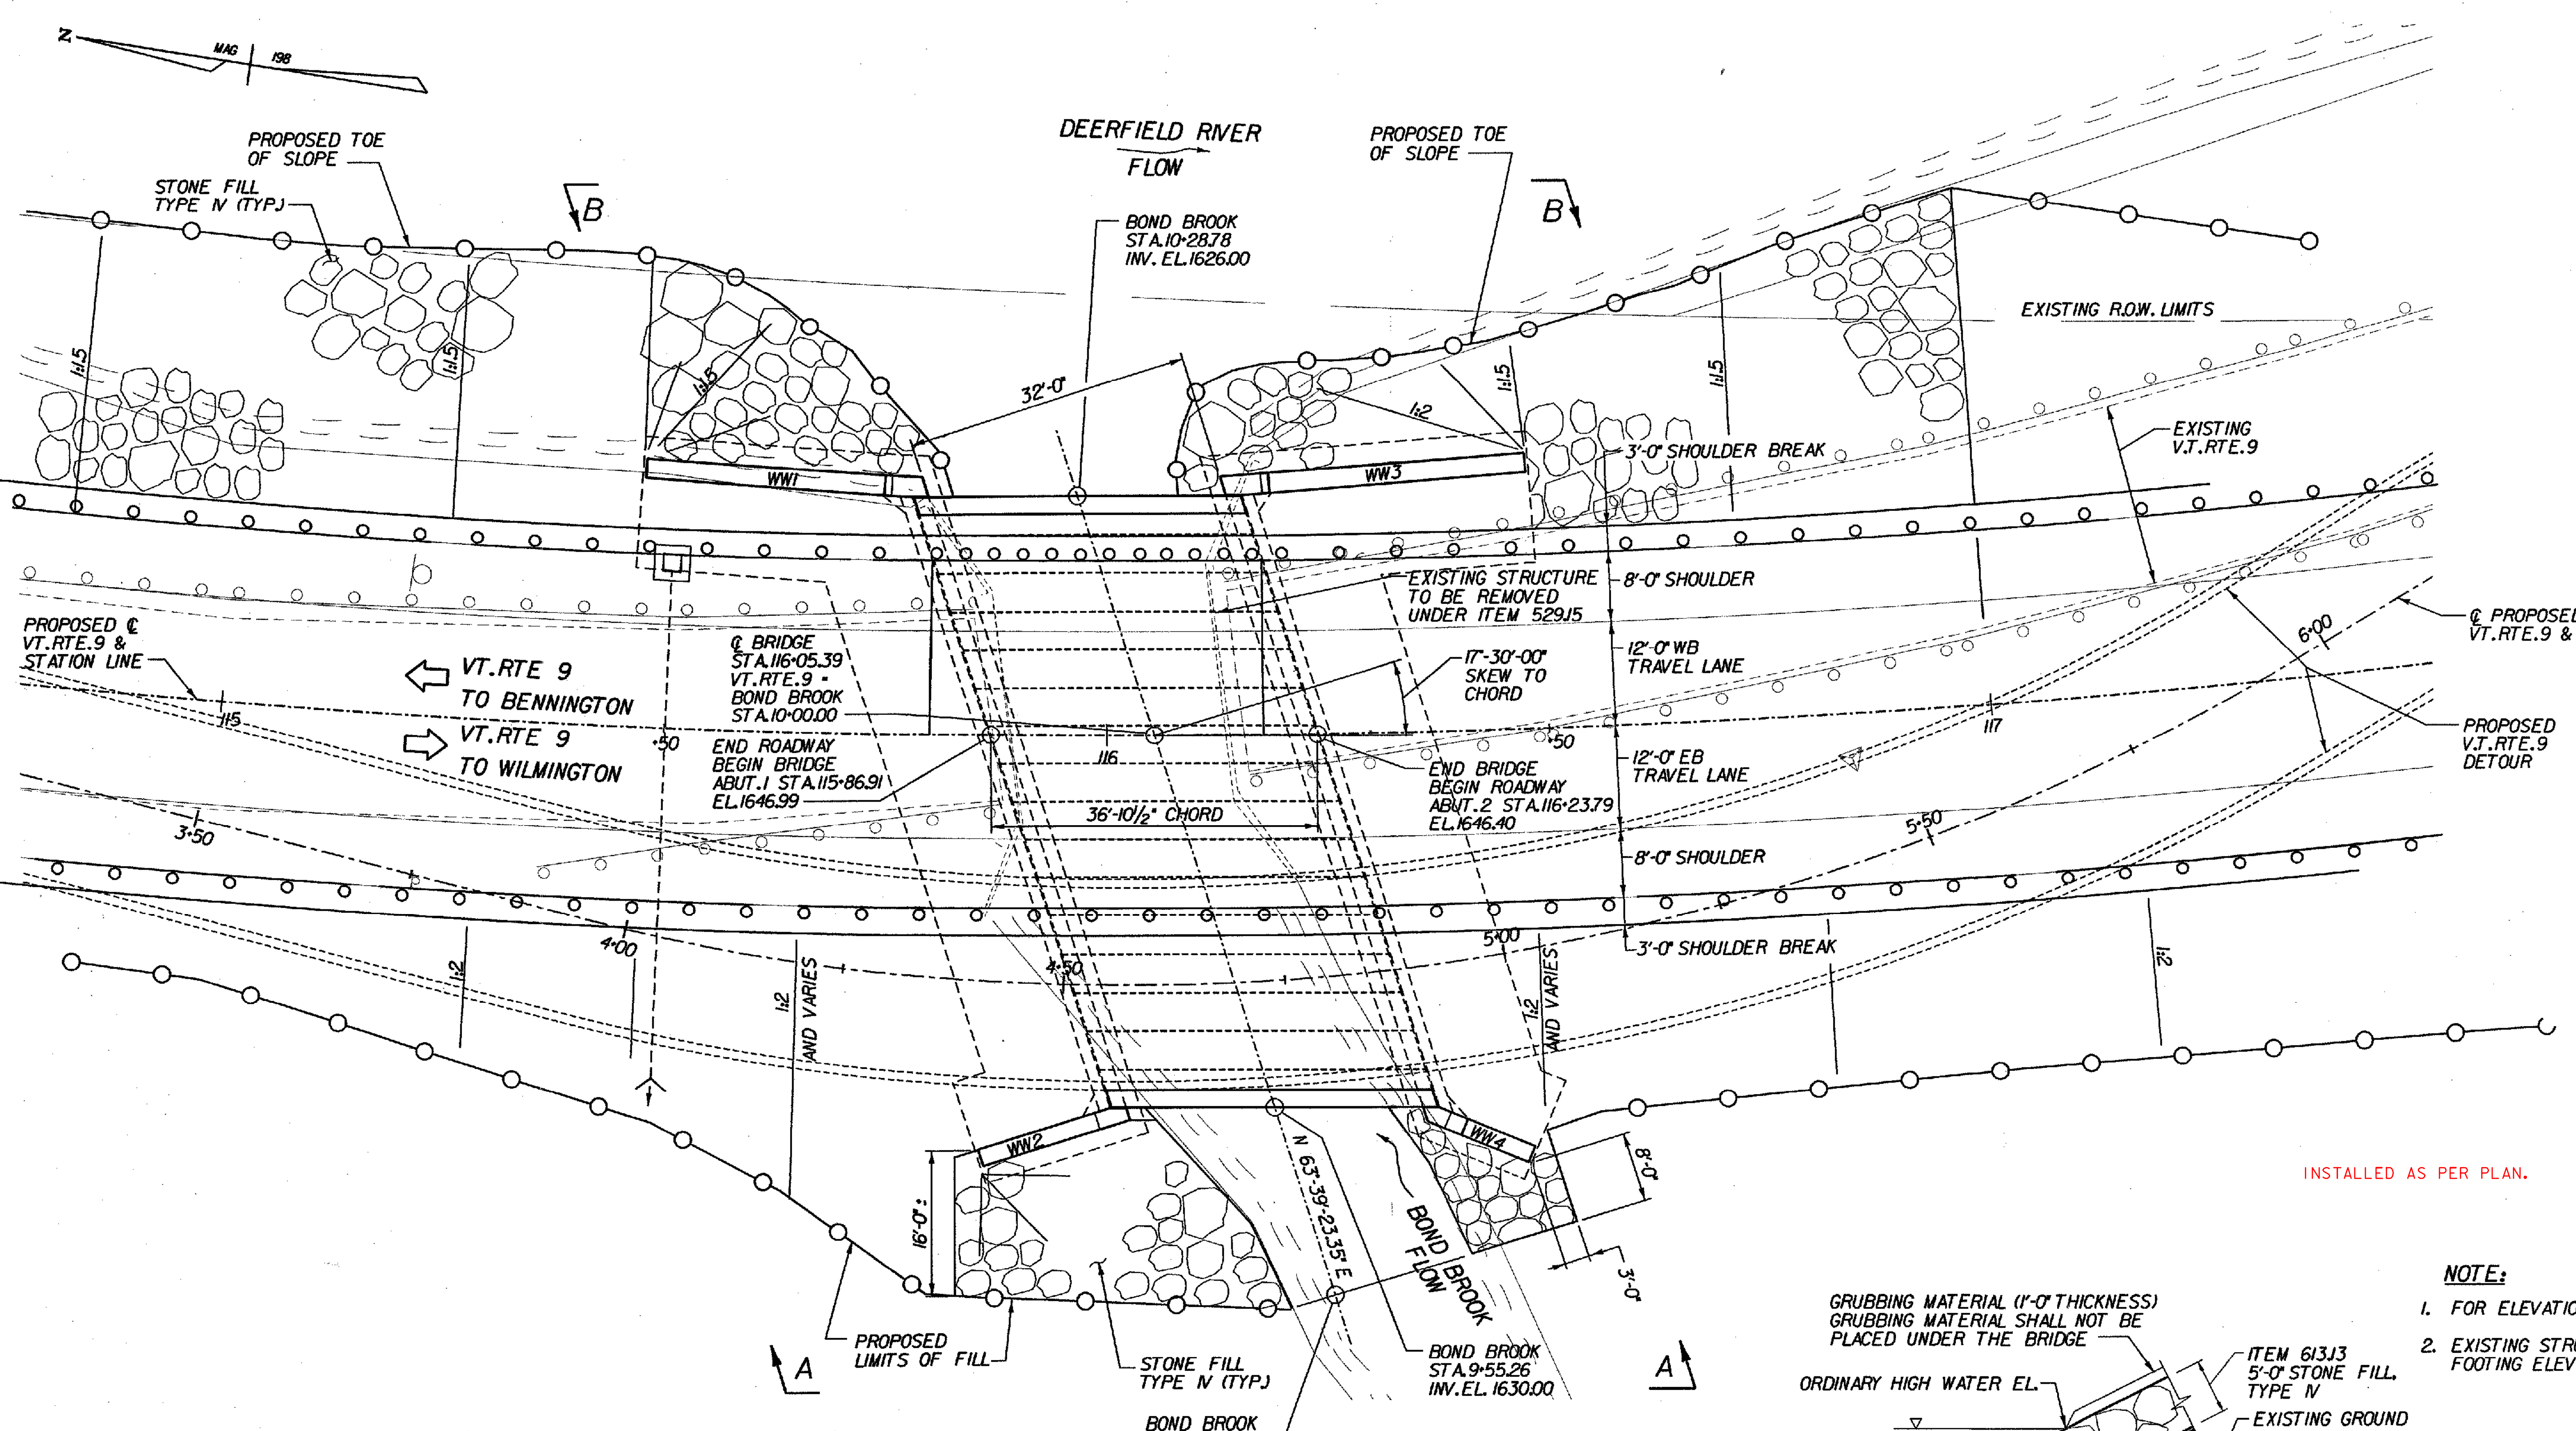 Z
MAG
198
PROPOSED TOE
OF SLOPE
STONE FILL
TYPE IV (TYP.)
B
DEERFIELD RIVER
FLOW
BOND BROOK
STA.10+28.78
INV. EL.1626.00
PROPOSED TOE
OF SLOPE
B
EXISTING R.O.W. LIMITS
1:1.5
1:1.5
1:1.5
32'-0"
1:2
1:1.5
1:1.5
3'-0" SHOULDER BREAK
EXISTING
V.T.RTE.9
WW1
WW3
EXISTING STRUCTURE
TO BE REMOVED
UNDER ITEM 529.15
8'-0" SHOULDER
PROPOSED ℄
VT.RTE.9 &
STATION LINE
VT.RTE 9
TO BENNINGTON
VT.RTE 9
TO WILMINGTON
℄ BRIDGE
STA.116+05.39
VT.RTE.9 =
BOND BROOK
STA.10+00.00
17°-30'-00"
SKEW TO
CHORD
12'-0" WB
TRAVEL LANE
6+00
℄ PROPOSED
VT.RTE.9 &
115
+50
116
+50
117
END ROADWAY
BEGIN BRIDGE
ABUT.1 STA.115+86.91
EL.1646.99
END BRIDGE
BEGIN ROADWAY
ABUT.2 STA.116+23.79
EL.1646.40
12'-0" EB
TRAVEL LANE
PROPOSED
V.T.RTE.9
DETOUR
36'-10 1/2" CHORD
3+50
5+50
8'-0" SHOULDER
4+00
4+50
5+00
3'-0" SHOULDER BREAK
1:2
1:2
AND VARIES
1:2
AND VARIES
1:2
WW2
WW4
16'-0"±
N 63°-39'-23.35" E
BOND BROOK
FLOW
8'-0"
3'-0"
INSTALLED AS PER PLAN.
PROPOSED
LIMITS OF FILL
A
STONE FILL
TYPE IV (TYP.)
BOND BROOK
STA.9+55.26
INV.EL. 1630.00
A
BOND BROOK
GRUBBING MATERIAL (1'-0" THICKNESS)
GRUBBING MATERIAL SHALL NOT BE
PLACED UNDER THE BRIDGE
ORDINARY HIGH WATER EL.
ITEM 613.13
5'-0" STONE FILL,
TYPE IV
EXISTING GROUND
NOTE:
1. FOR ELEVATIO
2. EXISTING STRU
FOOTING ELEV